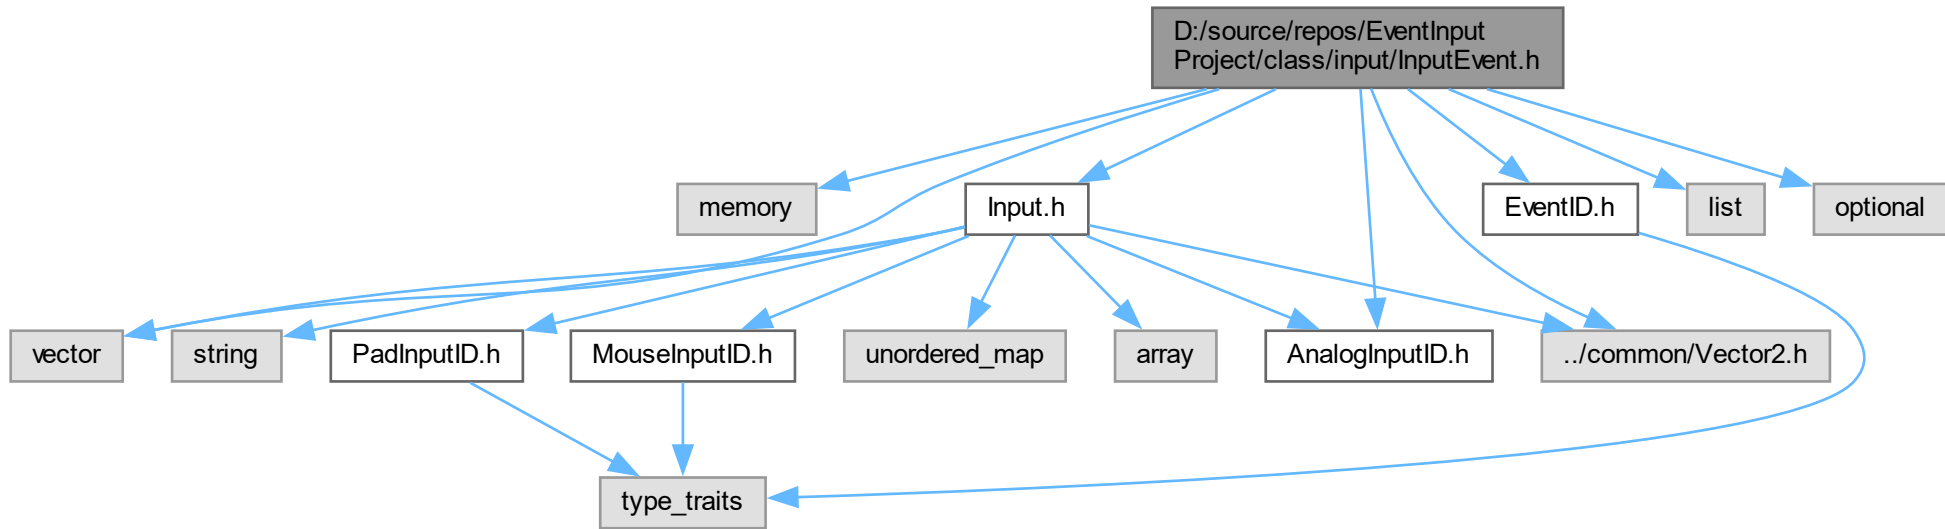 D:/source/repos/EventInput
Project/class/input/InputEvent.h
memory
Input.h
EventID.h
list
optional
vector
string
PadInputID.h
MouseInputID.h
unordered_map
array
AnalogInputID.h
../common/Vector2.h
type_traits